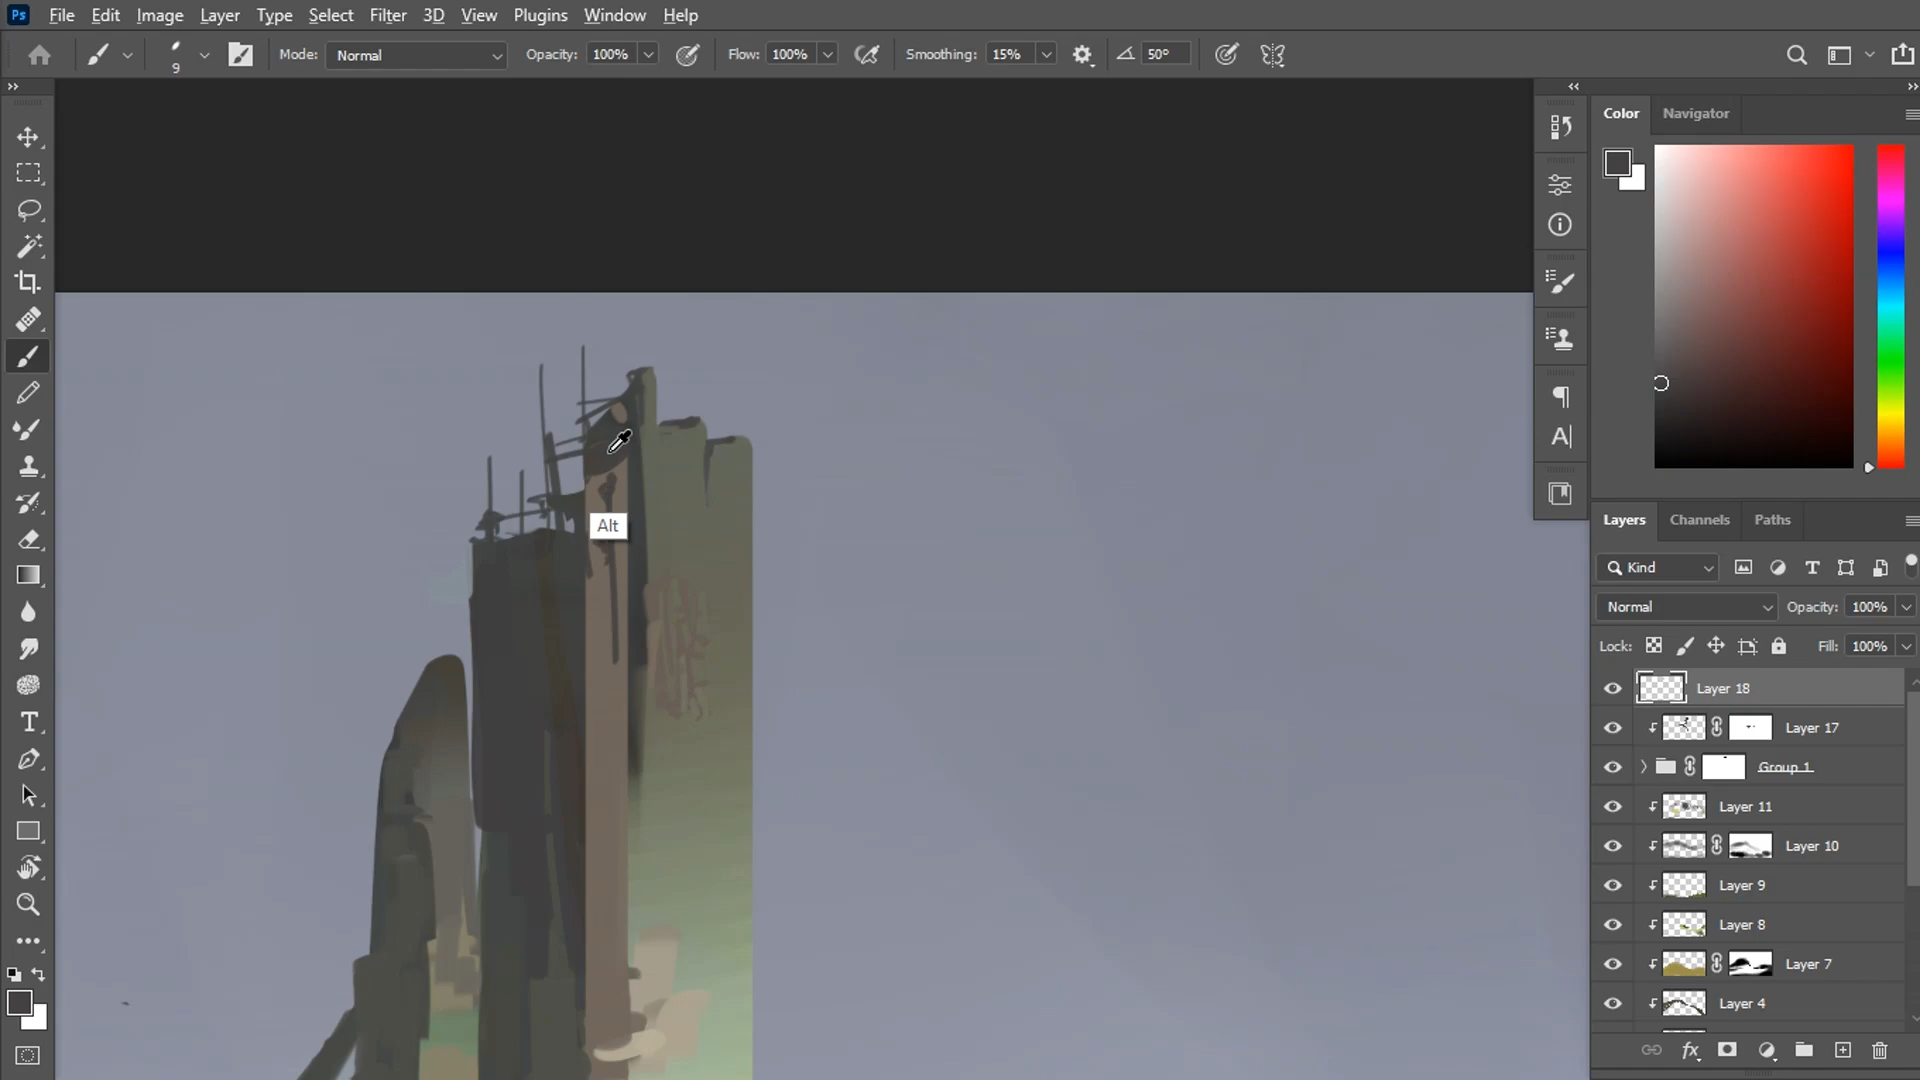 Ps File Edit Image Layer Type Select Filter 3D View Plugins Window Help
9 Mode: Normal Opacity: 100% Flow: 100% Smoothing: 15% 50°
Color Navigator
Alt
Layers Channels Paths
Kind
Normal Opacity: 100%
Lock: Fill: 100%
Layer 18
Layer 17
Group 1
Layer 11
Layer 10
Layer 9
Layer 8
Layer 7
Layer 4